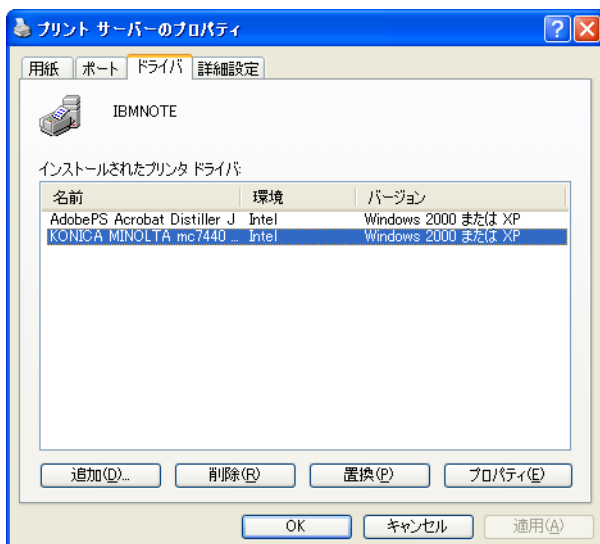 プリント サーバーのプロパティ
用紙 ポート ドライバ 詳細設定
IBMNOTE
インストールされたプリンタ ドライバ:
名前 環境 バージョン
AdobePS Acrobat Distiller J Intel Windows 2000 または XP
KONICA MINOLTA mc7440 ... Intel Windows 2000 または XP
追加(D)... 削除(R) 置換(P) プロパティ(E)
OK キャンセル 適用(A)